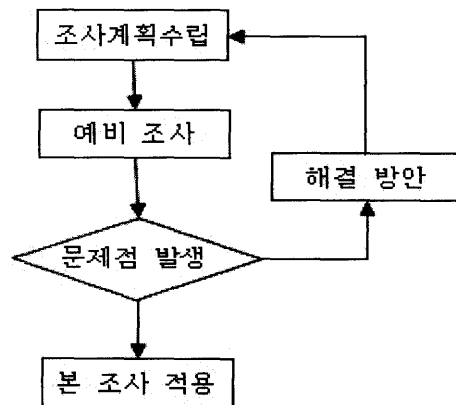 조사계획수립
예비 조사
해결 방안
문제점 발생
본 조사 적용